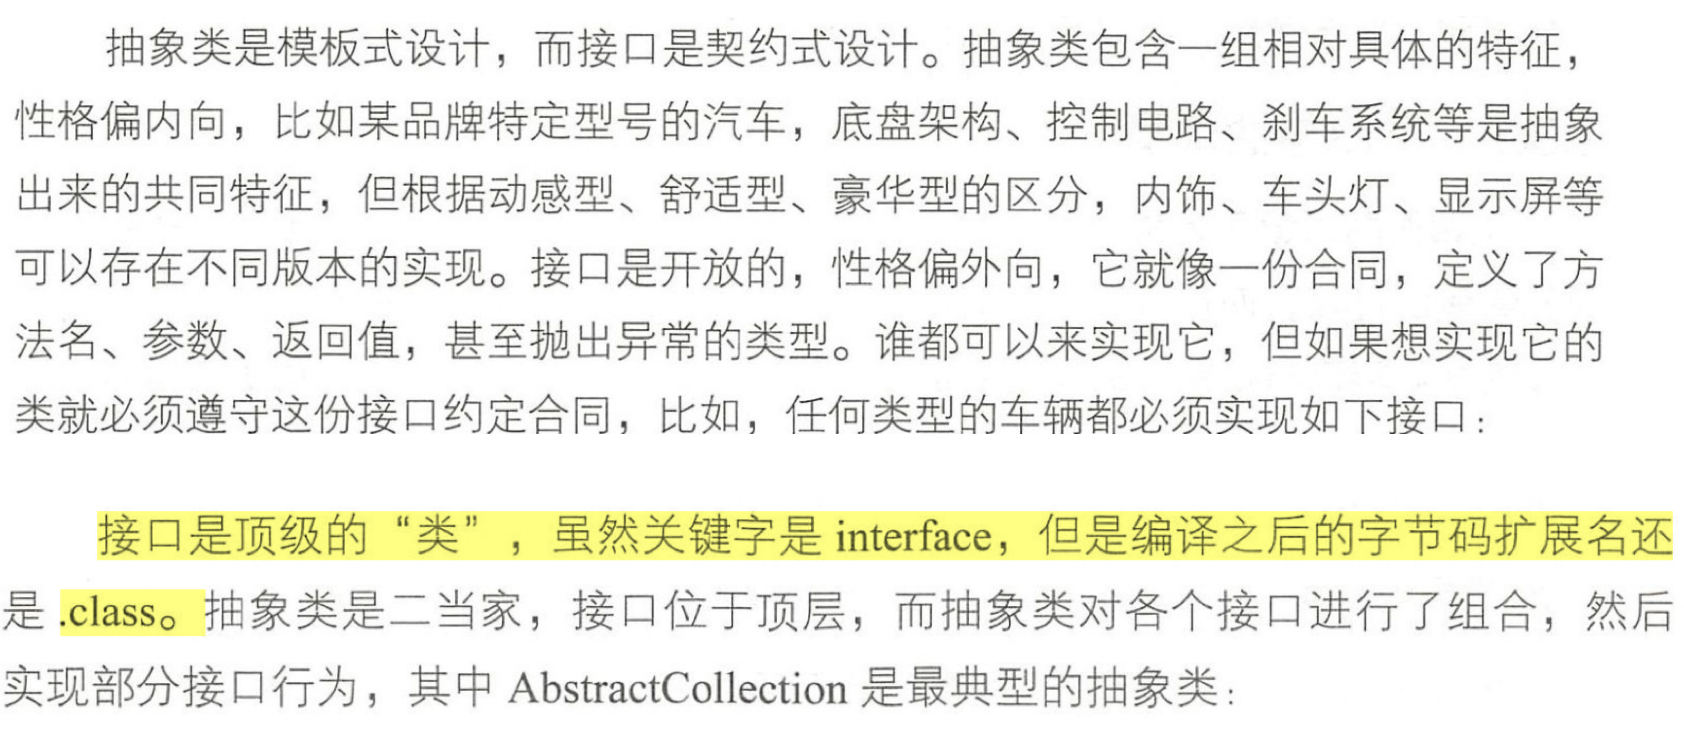 抽象类是模板式设计，而接口是契约式设计。抽象类包含一组相对具体的特征，
性格偏内向，比如某品牌特定型号的汽车，底盘架构、控制电路、刹车系统等是抽象
出来的共同特征，但根据动感型、舒适型、豪华型的区分，内饰、车头灯、显示屏等
可以存在不同版本的实现。接口是开放的，性格偏外向，它就像一份合同，定义了方
法名、参数、返回值，甚至抛出异常的类型。谁都可以来实现它，但如果想实现它的
类就必须遵守这份接口约定合同，比如，任何类型的车辆都必须实现如下接口：
接口是顶级的“类”，虽然关键字是 interface，但是编译之后的字节码扩展名还
是 .class。抽象类是二当家，接口位于顶层，而抽象类对各个接口进行了组合，然后
实现部分接口行为，其中 AbstractCollection 是最典型的抽象类：